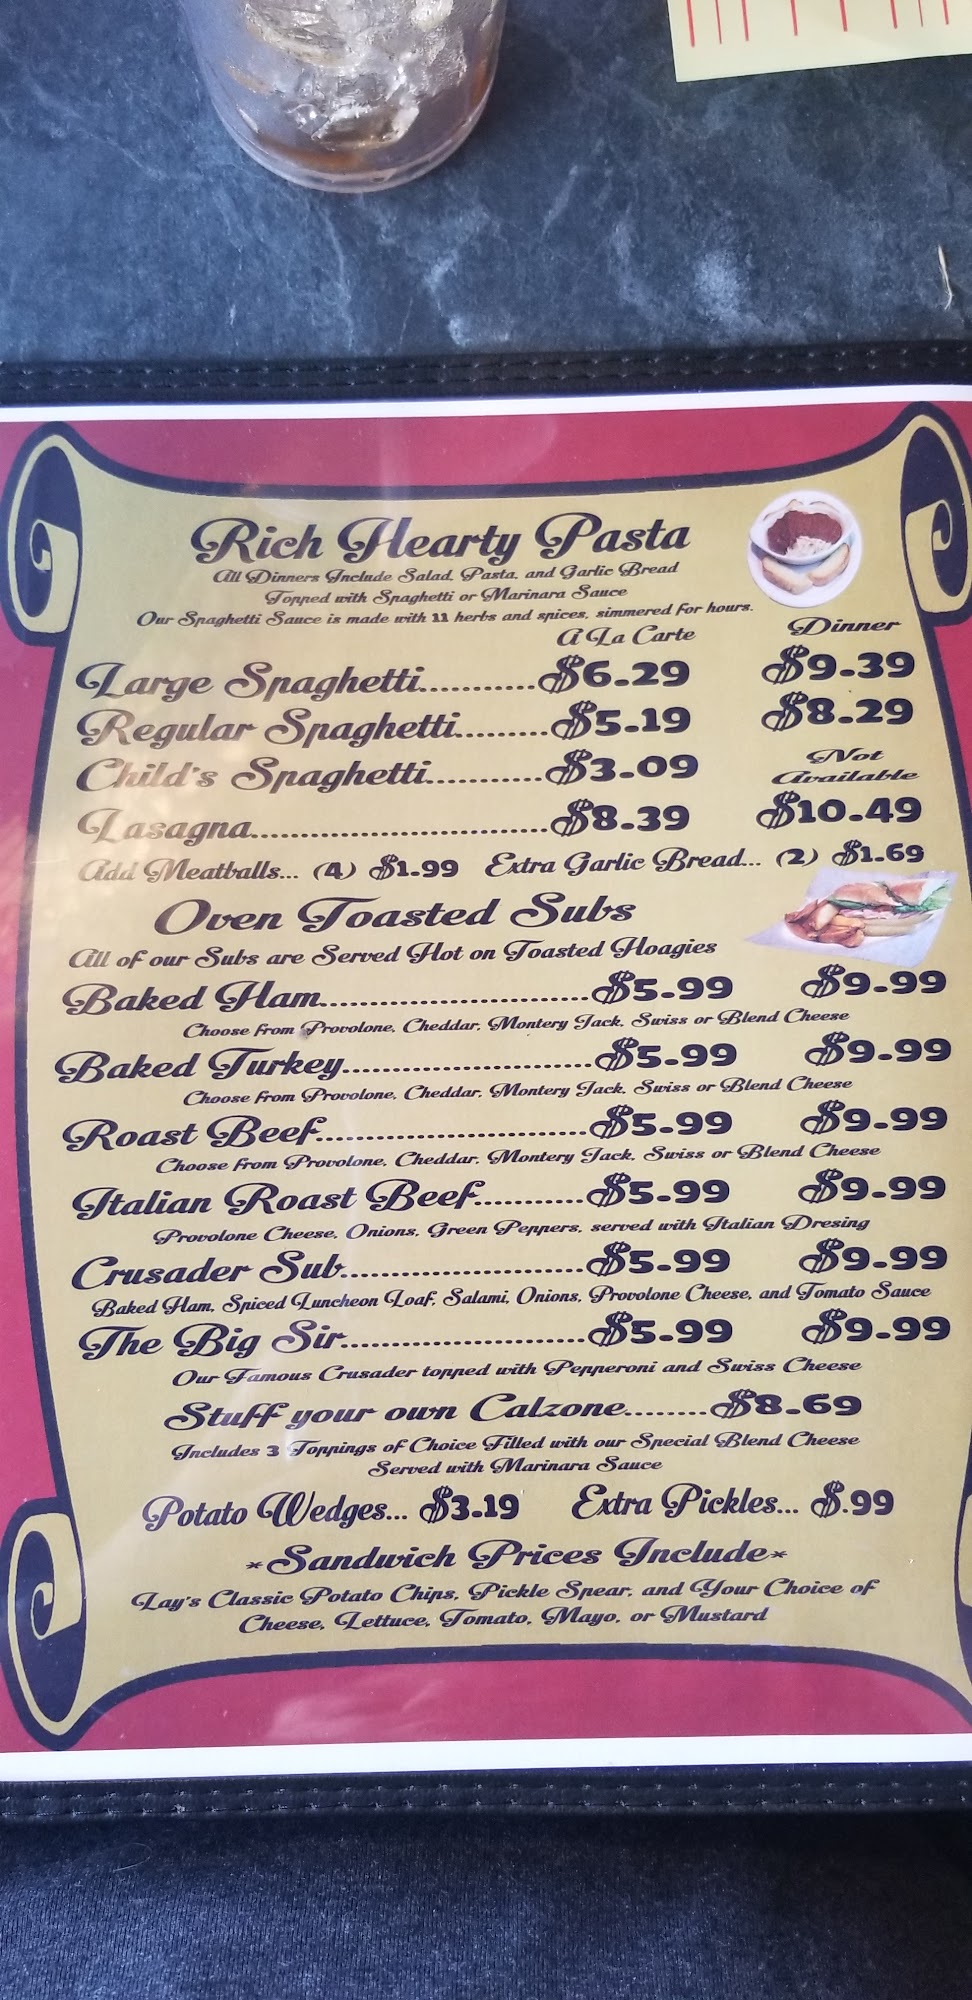 Rich Hearty Pasta
All Dinners Include Salad, Pasta, and Garlic Bread
Topped with Spaghetti or Marinara Sauce
Our Spaghetti Sauce is made with 11 herbs and spices, simmered for hours.
A La Carte Dinner
Large Spaghetti...........$6.29 $9.39
Regular Spaghetti.........$5.19 $8.29
Child's Spaghetti...........$3.09 Not Available
Lasagna.............................$8.39 $10.49
Add Meatballs... (4) $1.99 Extra Garlic Bread... (2) $1.69
Oven Toasted Subs
All of our Subs are Served Hot on Toasted Hoagies
Baked Ham..........................$5.99 $9.99
Choose from Provolone, Cheddar, Montery Jack, Swiss or Blend Cheese
Baked Turkey........................$5.99 $9.99
Choose from Provolone, Cheddar, Montery Jack, Swiss or Blend Cheese
Roast Beef..........................$5.99 $9.99
Choose from Provolone, Cheddar, Montery Jack, Swiss or Blend Cheese
Italian Roast Beef..........$5.99 $9.99
Provolone Cheese, Onions, Green Peppers, served with Italian Dresing
Crusader Sub........................$5.99 $9.99
Baked Ham, Spiced Luncheon Loaf, Salami, Onions, Provolone Cheese, and Tomato Sauce
The Big Sir........................$5.99 $9.99
Our Famous Crusader topped with Pepperoni and Swiss Cheese
Stuff your own Calzone........$8.69
Includes 3 Toppings of Choice Filled with our Special Blend Cheese
Served with Marinara Sauce
Potato Wedges... $3.19 Extra Pickles... $.99
*Sandwich Prices Include*
Lay's Classic Potato Chips, Pickle Spear, and Your Choice of
Cheese, Lettuce, Tomato, Mayo, or Mustard